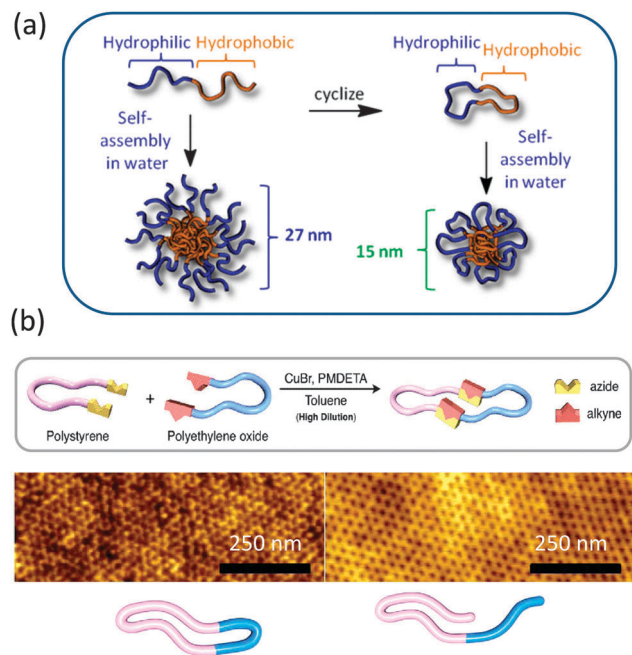 (a)
Hydrophilic Hydrophobic
Hydrophilic Hydrophobic
cyclize
Self-
assembly
in water
Self-
assembly
in water
27 nm
15 nm
(b)
CuBr, PMDETA
Toluene
(High Dilution)
+
azide
alkyne
Polystyrene
Polyethylene oxide
250 nm
250 nm